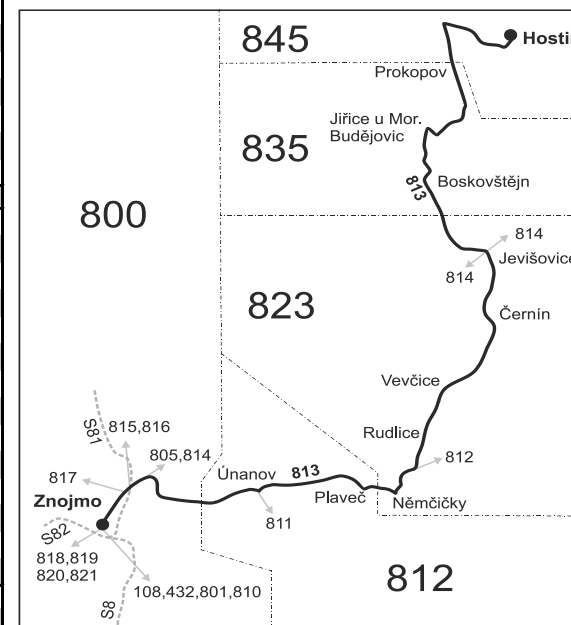 845
Hostim
Prokopov
Jiřice u Mor.
Budějovic
835
813
Boskovštějn
800
814
Jevišovice
814
823
Černín
Vevčice
S81
815,816
Rudlice
805,814
812
817
Únanov
813
Plaveč
Němčičky
Znojmo
811
S82
818,819
820,821
108,432,801,810
812
S8